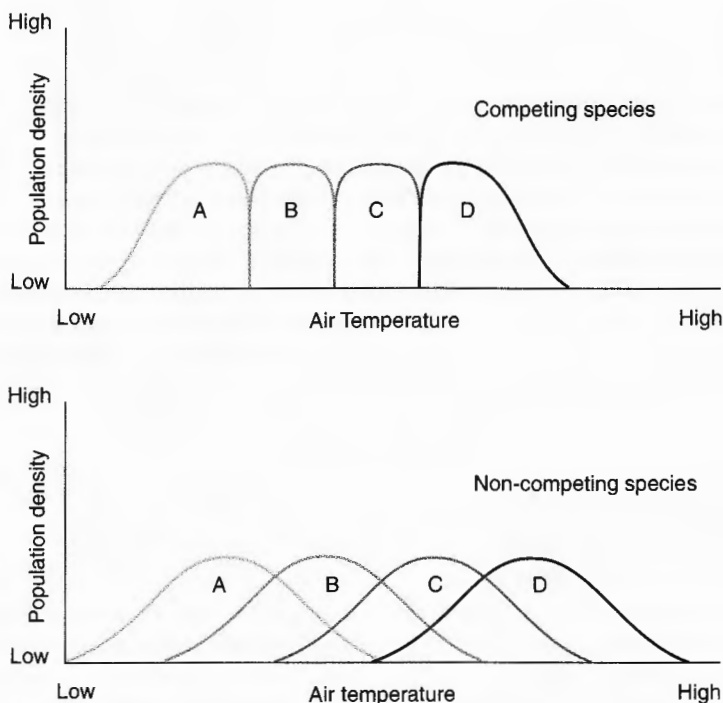 High
Population density
Competing species
A B C D
Low
Low Air Temperature High
High
Population density
Non-competing species
A B C D
Low
Low Air temperature High